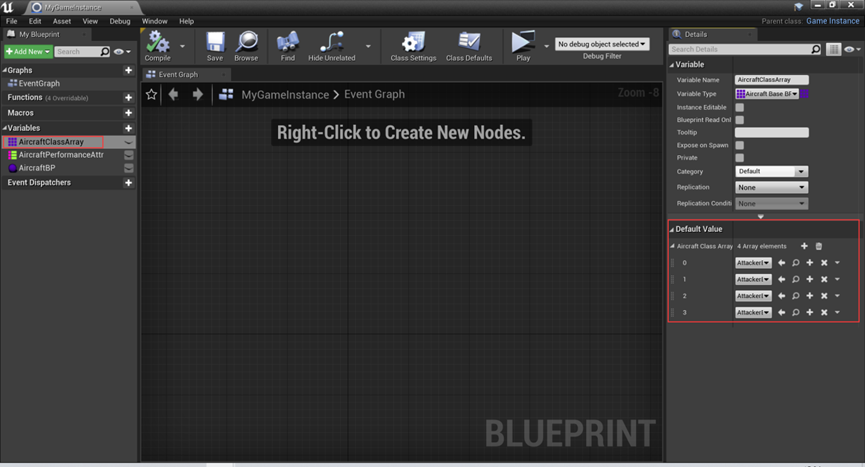 MyGameInstance
File Edit Asset View Debug Window Help
Parent class: Game Instance
My Blueprint
Add New
Search
Graphs
EventGraph
Functions (4 Overridable)
Macros
Variables
AircraftClassArray
AircraftPerformanceAttr
AircraftBP
Event Dispatchers
Compile
Save
Browse
Find
Hide Unrelated
Class Settings
Class Defaults
Play
No debug object selected
Debug Filter
Event Graph
MyGameInstance > Event Graph
Zoom -8
Right-Click to Create New Nodes.
BLUEPRINT
Details
Search Details
Variable
Variable Name AircraftClassArray
Variable Type Aircraft Base BF
Instance Editable
Blueprint Read Onl
Tooltip
Expose on Spawn
Private
Category Default
Replication None
Replication Conditi None
Default Value
Aircraft Class Array 4 Array elements
0 Attackerl
1 Attackerl
2 Attackerl
3 Attackerl